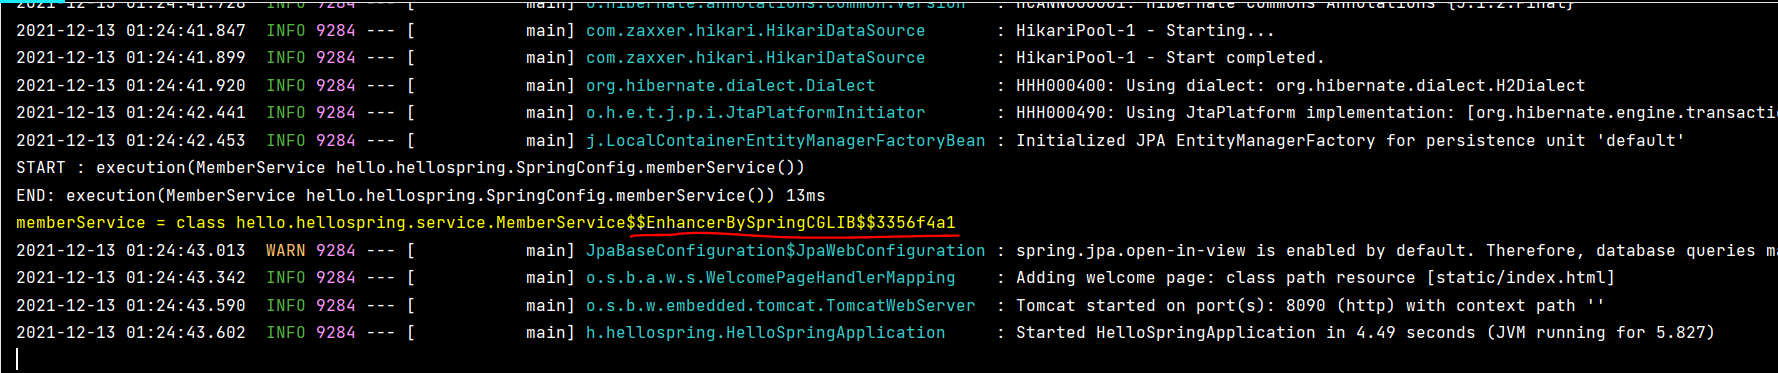 2021-12-13 01:24:41.728  INFO 9284 --- [           main] o.hibernate.annotations.common.Version   : HCANN000001: Hibernate Commons Annotations {5.1.2.Final}
2021-12-13 01:24:41.847  INFO 9284 --- [           main] com.zaxxer.hikari.HikariDataSource       : HikariPool-1 - Starting...
2021-12-13 01:24:41.899  INFO 9284 --- [           main] com.zaxxer.hikari.HikariDataSource       : HikariPool-1 - Start completed.
2021-12-13 01:24:41.920  INFO 9284 --- [           main] org.hibernate.dialect.Dialect            : HHH000400: Using dialect: org.hibernate.dialect.H2Dialect
2021-12-13 01:24:42.441  INFO 9284 --- [           main] o.h.e.t.j.p.i.JtaPlatformInitiator       : HHH000490: Using JtaPlatform implementation: [org.hibernate.engine.transacti
2021-12-13 01:24:42.453  INFO 9284 --- [           main] j.LocalContainerEntityManagerFactoryBean : Initialized JPA EntityManagerFactory for persistence unit 'default'
START : execution(MemberService hello.hellospring.SpringConfig.memberService())
END: execution(MemberService hello.hellospring.SpringConfig.memberService()) 13ms
memberService = class hello.hellospring.service.MemberService$$EnhancerBySpringCGLIB$$3356f4a1
2021-12-13 01:24:43.013  WARN 9284 --- [           main] JpaBaseConfiguration$JpaWebConfiguration : spring.jpa.open-in-view is enabled by default. Therefore, database queries ma
2021-12-13 01:24:43.342  INFO 9284 --- [           main] o.s.b.a.w.s.WelcomePageHandlerMapping    : Adding welcome page: class path resource [static/index.html]
2021-12-13 01:24:43.590  INFO 9284 --- [           main] o.s.b.w.embedded.tomcat.TomcatWebServer  : Tomcat started on port(s): 8090 (http) with context path ''
2021-12-13 01:24:43.602  INFO 9284 --- [           main] h.hellospring.HelloSpringApplication     : Started HelloSpringApplication in 4.49 seconds (JVM running for 5.827)